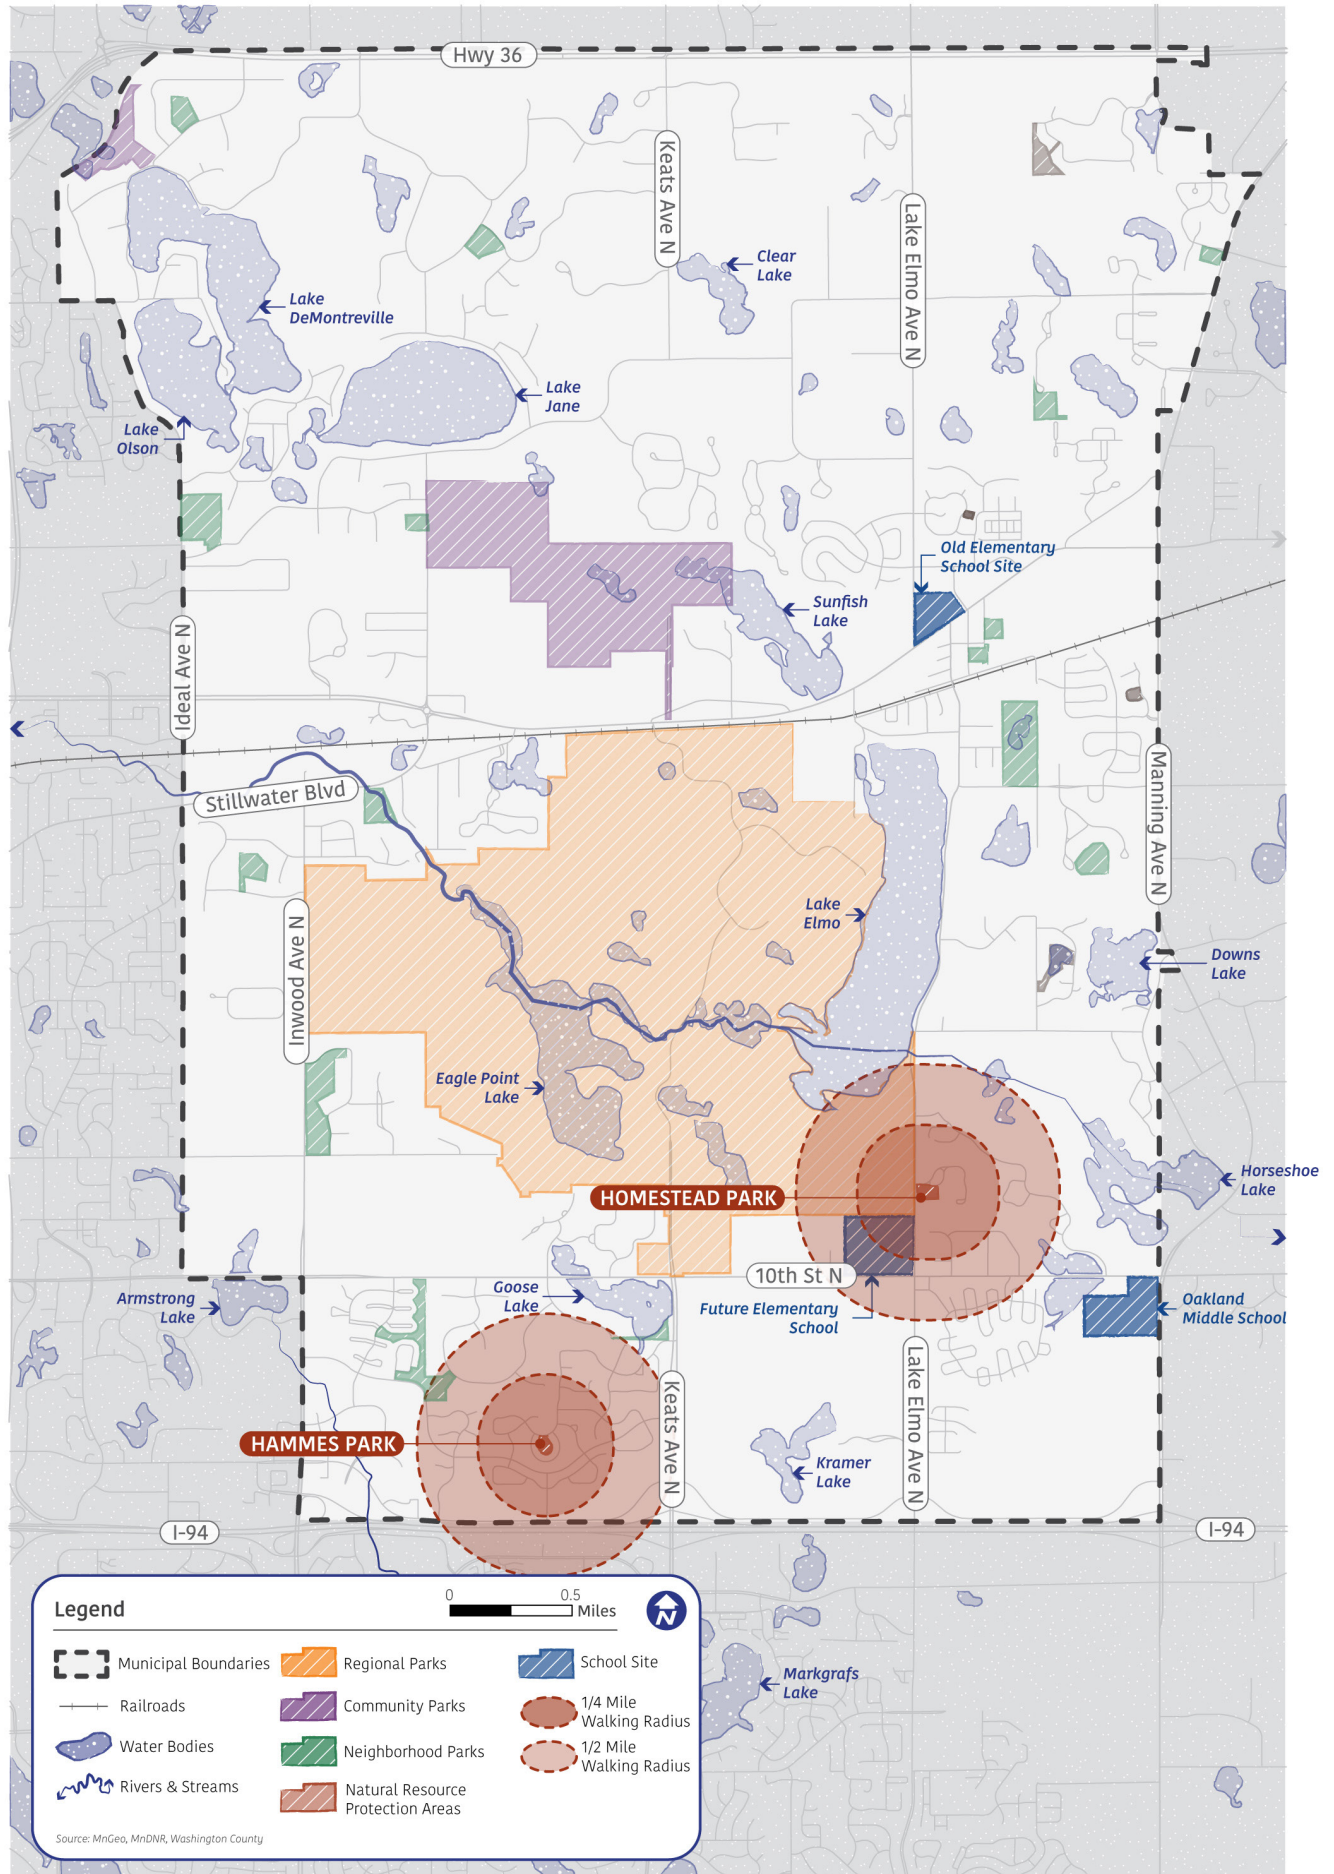 Hwy 36
Keats Ave N
Lake Elmo Ave N
Clear
Lake
Lake
DeMontreville
Lake
Jane
Lake
Olson
Old Elementary
School Site
Sunfish
Lake
Ideal Ave N
Stillwater Blvd
Manning Ave N
Lake
Elmo
Inwood Ave N
Downs
Lake
Eagle Point
Lake
Horseshoe
Lake
HOMESTEAD PARK
10th St N
Goose
Lake
Armstrong
Lake
Future Elementary
School
Oakland
Middle School
Keats Ave N
Lake Elmo Ave N
HAMMES PARK
Kramer
Lake
I-94
I-94
Legend
0 0.5
Miles
N
Municipal Boundaries
Railroads
Water Bodies
Rivers & Streams
Regional Parks
Community Parks
Neighborhood Parks
Natural Resource
Protection Areas
School Site
1/4 Mile
Walking Radius
1/2 Mile
Walking Radius
Source: MnGeo, MnDNR, Washington County
Markgrafs
Lake